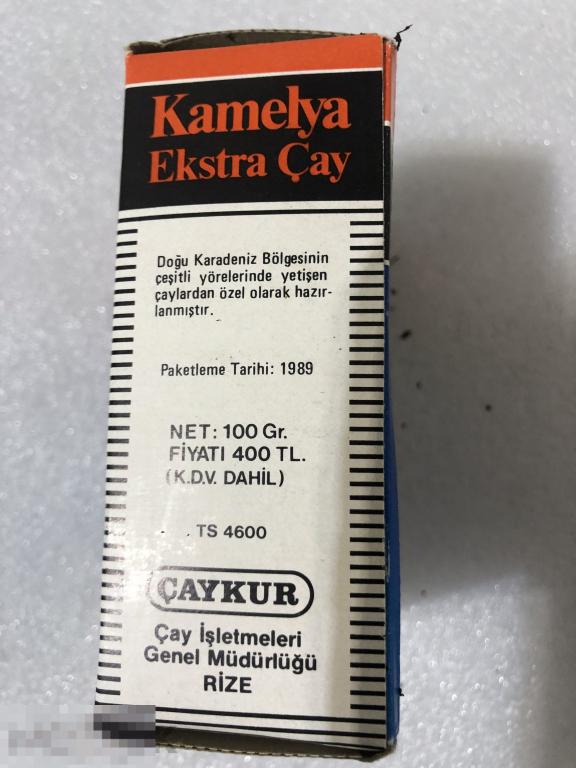 Kamelya
Ekstra Çay
Doğu Karadeniz Bölgesinin
çeşitli yörelerinde yetişen
çaylardan özel olarak hazır-
lanmıştır.
Paketleme Tarihi: 1989
NET: 100 Gr.
FİYATI 400 TL.
(K.D.V. DAHİL)
TS 4600
ÇAYKUR
Çay İşletmeleri
Genel Müdürlüğü
RİZE